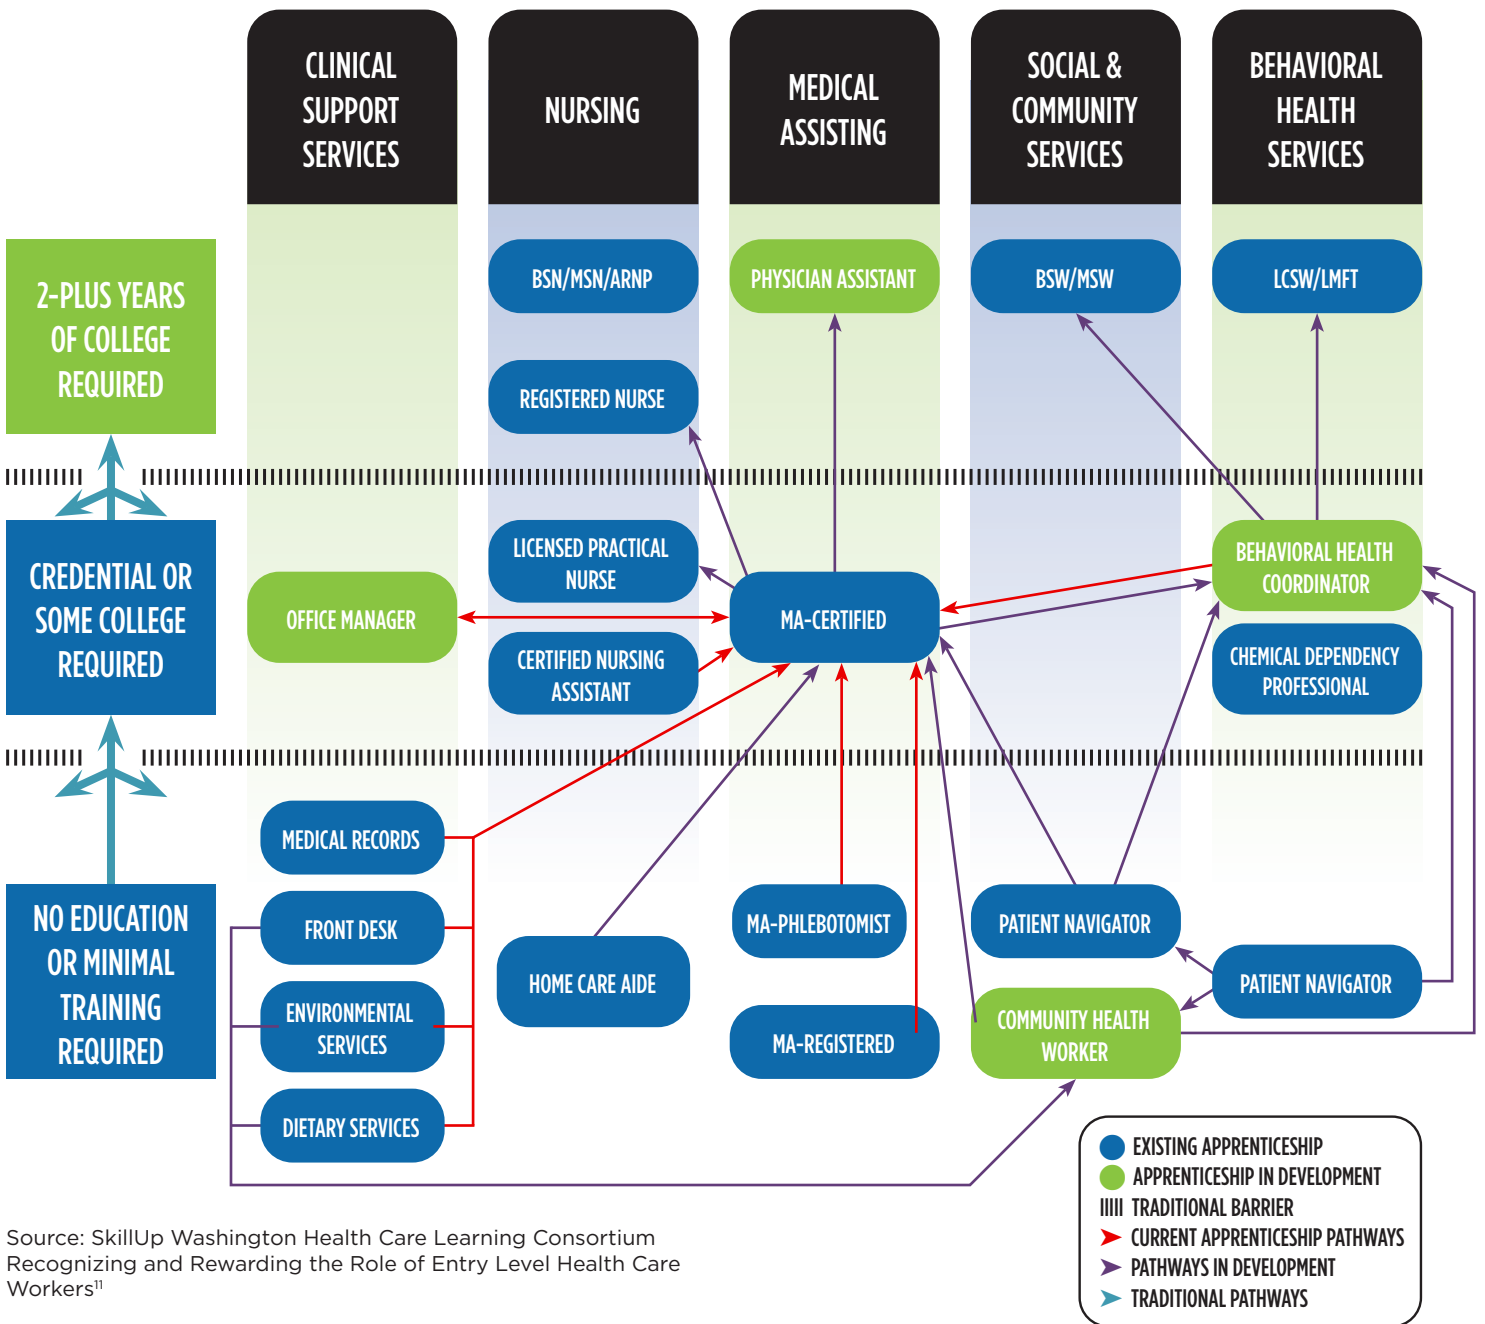 CLINICAL
SUPPORT
SERVICES
NURSING
MEDICAL
ASSISTING
SOCIAL &
COMMUNITY
SERVICES
BEHAVIORAL
HEALTH
SERVICES
2-PLUS YEARS
OF COLLEGE
REQUIRED
BSN/MSN/ARNP
PHYSICIAN ASSISTANT
BSW/MSW
LCSW/LMFT
REGISTERED NURSE
CREDENTIAL OR
SOME COLLEGE
REQUIRED
OFFICE MANAGER
LICENSED PRACTICAL
NURSE
CERTIFIED NURSING
ASSISTANT
MA-CERTIFIED
BEHAVIORAL HEALTH
COORDINATOR
CHEMICAL DEPENDENCY
PROFESSIONAL
NO EDUCATION
OR MINIMAL
TRAINING
REQUIRED
MEDICAL RECORDS
FRONT DESK
ENVIRONMENTAL
SERVICES
DIETARY SERVICES
HOME CARE AIDE
MA-PHLEBOTOMIST
MA-REGISTERED
PATIENT NAVIGATOR
COMMUNITY HEALTH
WORKER
PATIENT NAVIGATOR
EXISTING APPRENTICESHIP
APPRENTICESHIP IN DEVELOPMENT
TRADITIONAL BARRIER
CURRENT APPRENTICESHIP PATHWAYS
PATHWAYS IN DEVELOPMENT
TRADITIONAL PATHWAYS
Source: SkillUp Washington Health Care Learning Consortium
Recognizing and Rewarding the Role of Entry Level Health Care
Workers¹¹